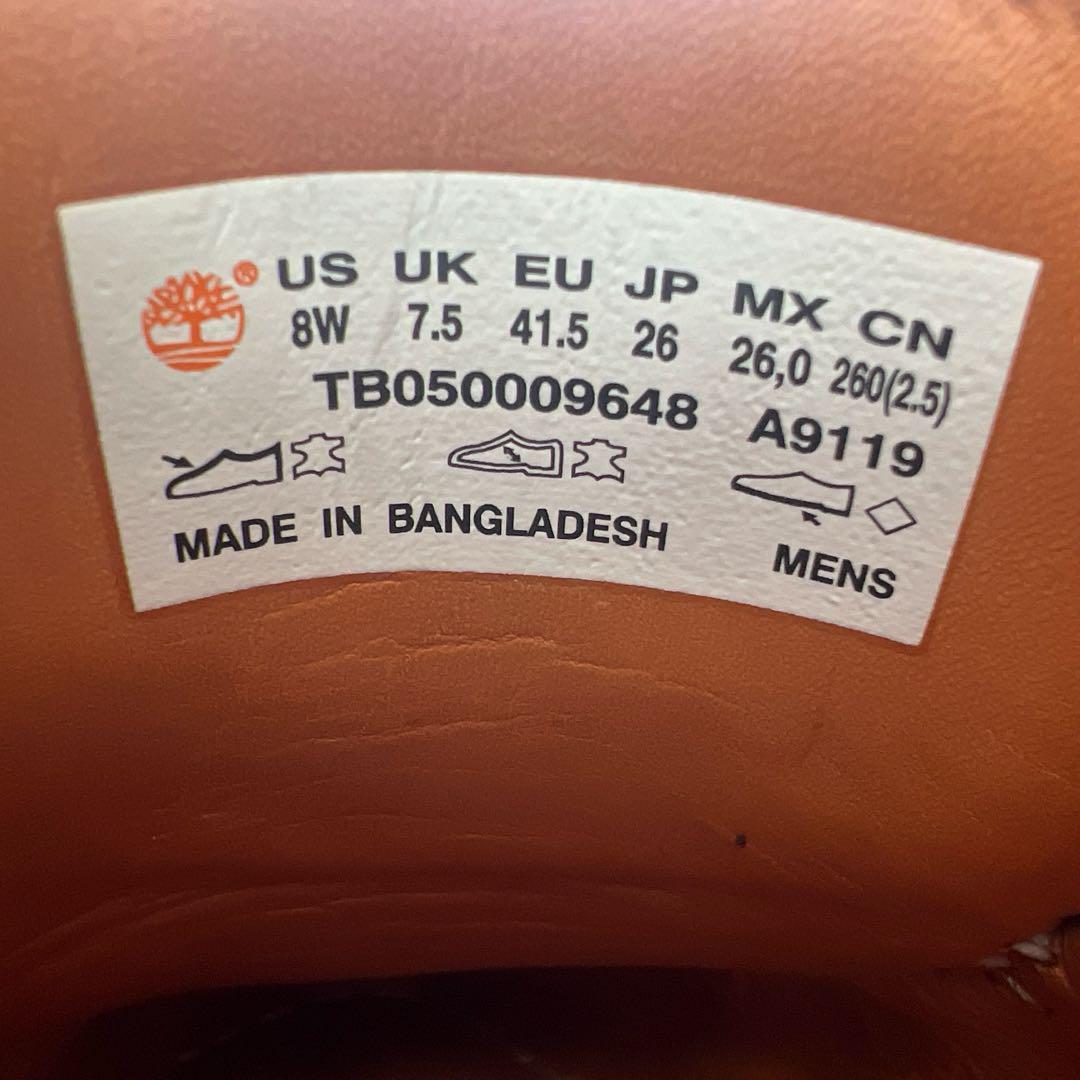 ® US UK EU JP MX CN
8W 7.5 41.5 26 26,0 260(2.5)
TB050009648 A9119
MADE IN BANGLADESH MENS